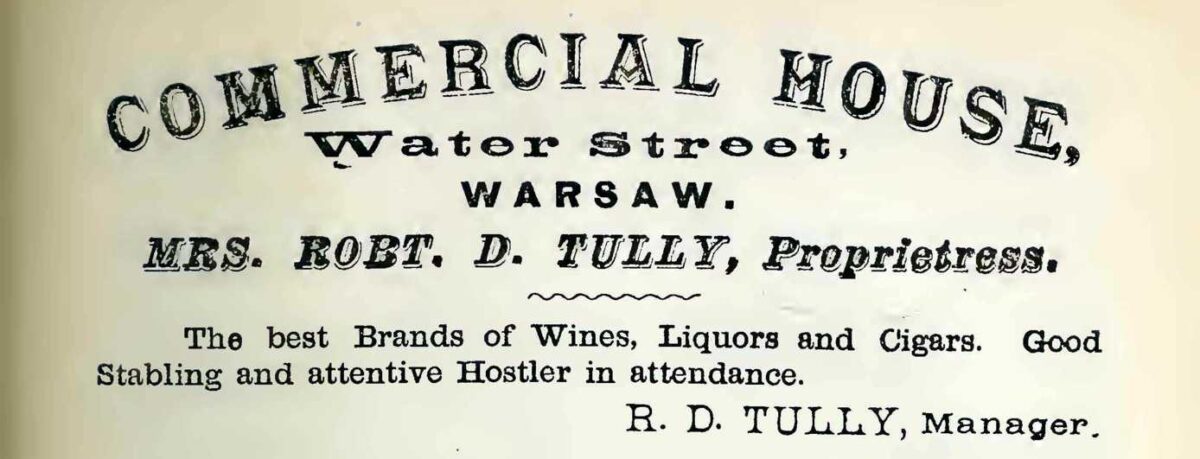 COMMERCIAL HOUSE,
Water Street,
WARSAW.
MRS. ROBT. D. TULLY, Proprietress.
The best Brands of Wines, Liquors and Cigars. Good
Stabling and attentive Hostler in attendance.
R. D. TULLY, Manager.